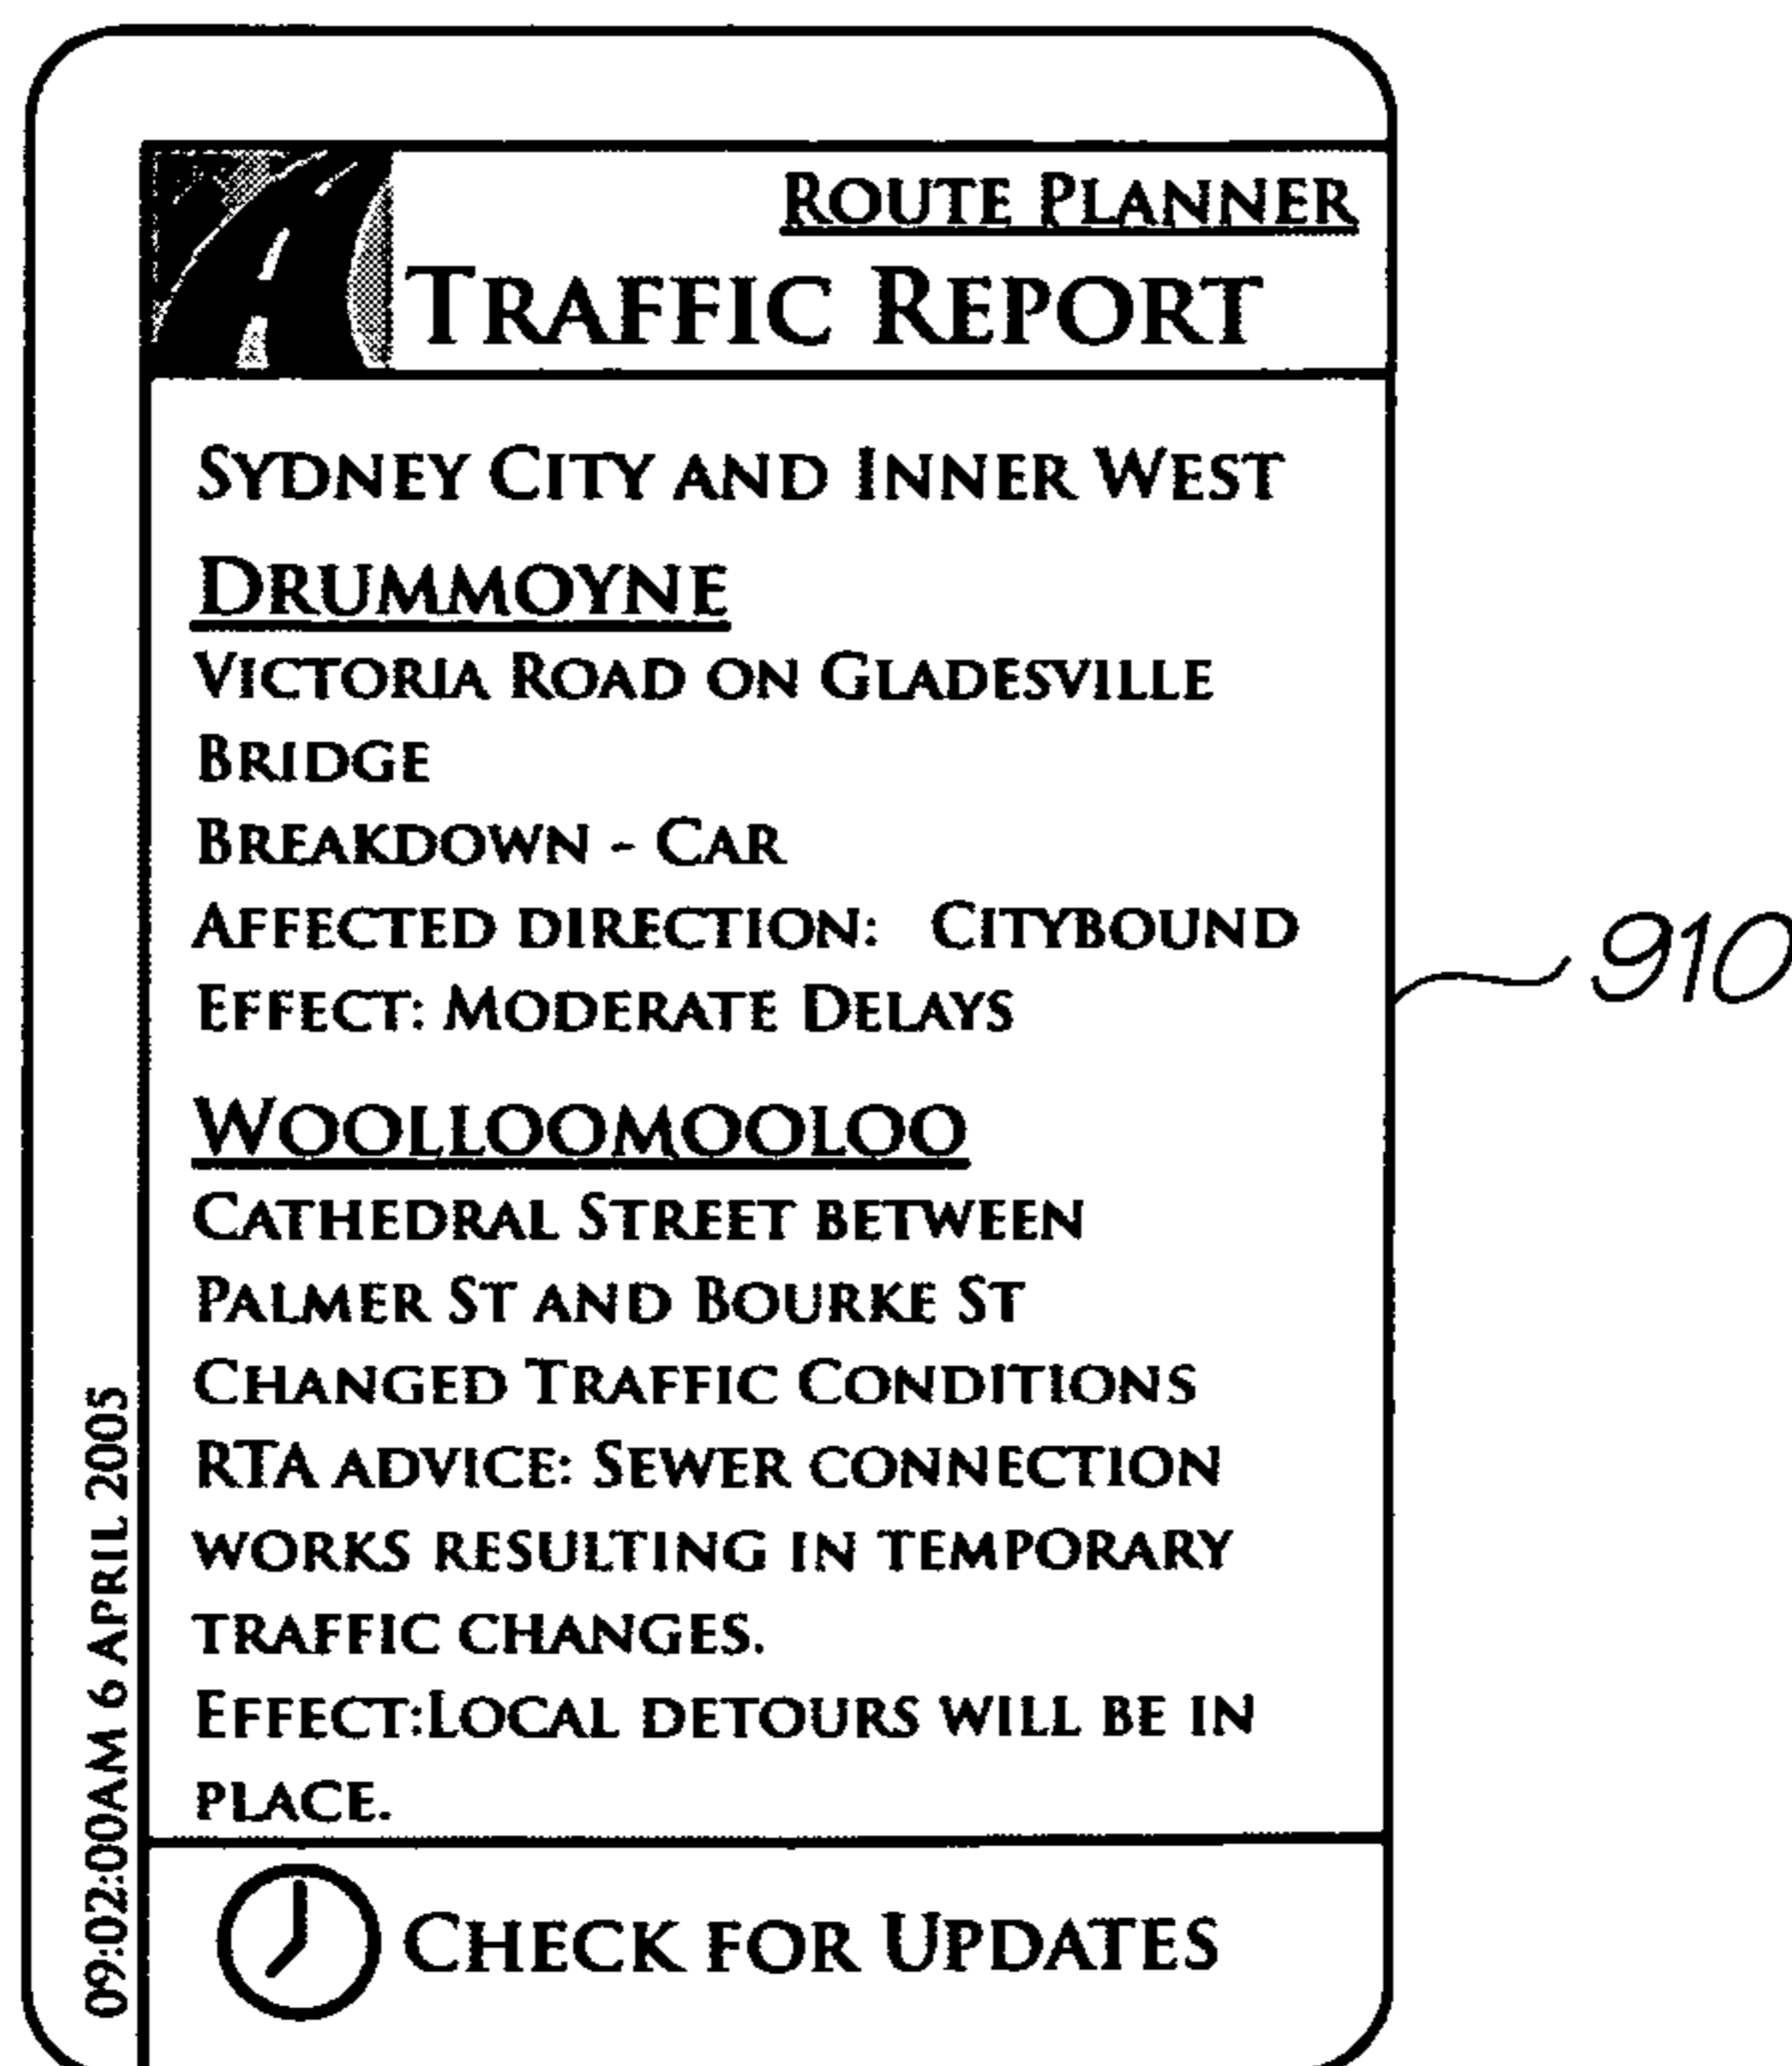 ROUTE PLANNER
TRAFFIC REPORT
SYDNEY CITY AND INNER WEST
DRUMMOYNE
VICTORIA ROAD ON GLADESVILLE
BRIDGE
BREAKDOWN - CAR
AFFECTED DIRECTION: CITYBOUND
EFFECT: MODERATE DELAYS
WOOLLOOMOOLOO
CATHEDRAL STREET BETWEEN
PALMER ST AND BOURKE ST
CHANGED TRAFFIC CONDITIONS
RTA ADVICE: SEWER CONNECTION
WORKS RESULTING IN TEMPORARY
TRAFFIC CHANGES.
EFFECT:LOCAL DETOURS WILL BE IN
PLACE.
CHECK FOR UPDATES
09:02:00AM 6 APRIL 2005
910